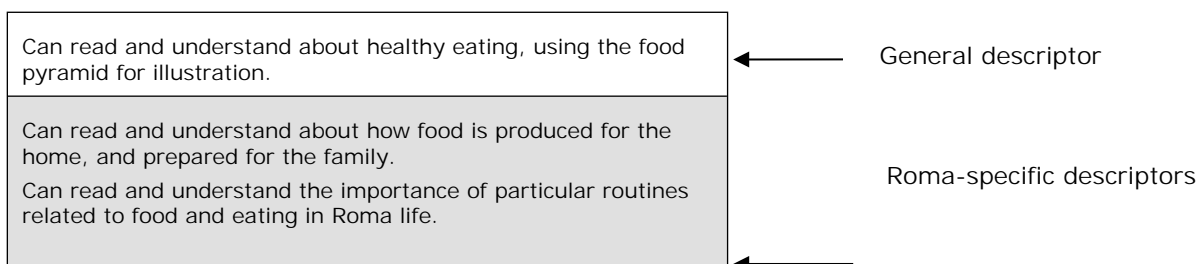 Can read and understand about healthy eating, using the food
pyramid for illustration.
General descriptor
Can read and understand about how food is produced for the
home, and prepared for the family.
Can read and understand the importance of particular routines
related to food and eating in Roma life.
Roma-specific descriptors